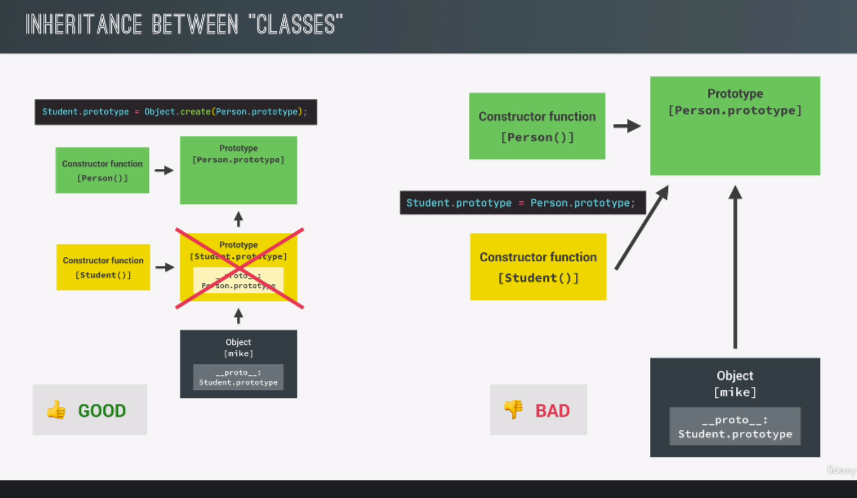 INHERITANCE BETWEEN "CLASSES"
Student.prototype = Object.create(Person.prototype);
Constructor function
[Person()]
Prototype
[Person.prototype]
Constructor function
[Student()]
Prototype
[Student.prototype]
__proto__:
Person.prototype
Object
[mike]
__proto__:
Student.prototype
👍 GOOD
Constructor function
[Person()]
Prototype
[Person.prototype]
Student.prototype = Person.prototype;
Constructor function
[Student()]
Object
[mike]
__proto__:
Student.prototype
👎 BAD
ûdemy